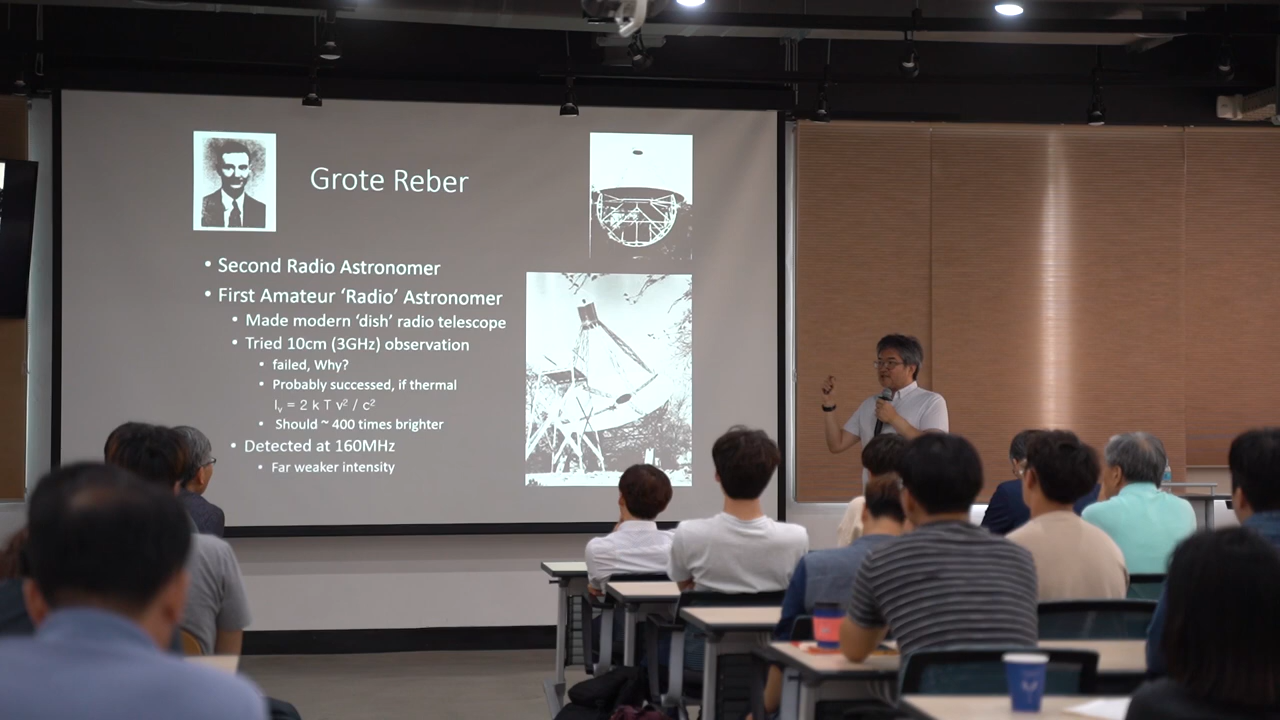 Grote Reber
• Second Radio Astronomer
• First Amateur ‘Radio’ Astronomer
• Made modern ‘dish’ radio telescope
• Tried 10cm (3GHz) observation
• failed, Why?
• Probably successed, if thermal
Iᵥ = 2 k T ν² / c²
• Should ~ 400 times brighter
• Detected at 160MHz
• Far weaker intensity